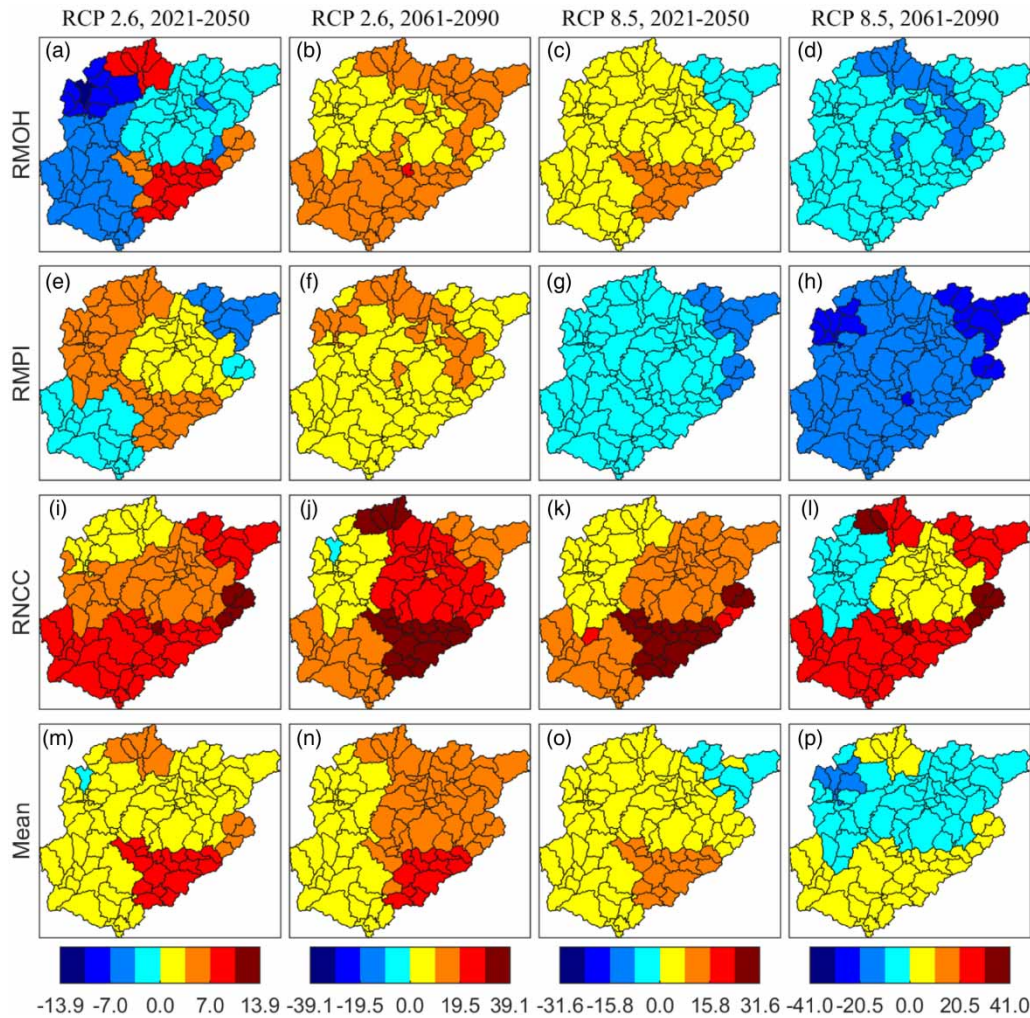 RCP 2.6, 2021-2050 RCP 2.6, 2061-2090 RCP 8.5, 2021-2050 RCP 8.5, 2061-2090
RMOH (a) (b) (c) (d)
RMPI (e) (f) (g) (h)
RNCC (i) (j) (k) (l)
Mean (m) (n) (o) (p)
-13.9 -7.0 0.0 7.0 13.9 -39.1 -19.5 0.0 19.5 39.1 -31.6 -15.8 0.0 15.8 31.6 -41.0 -20.5 0.0 20.5 41.0